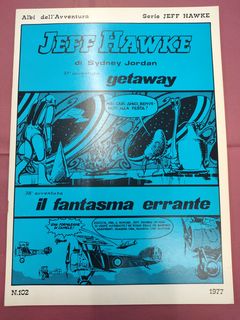 Albi dell'Avventura Serie JEFF HAWKE
JEFF HAWKE
di Sydney Jordan
37ª avventura
getaway
38 avventura
il fantasma errante
N.102 1977